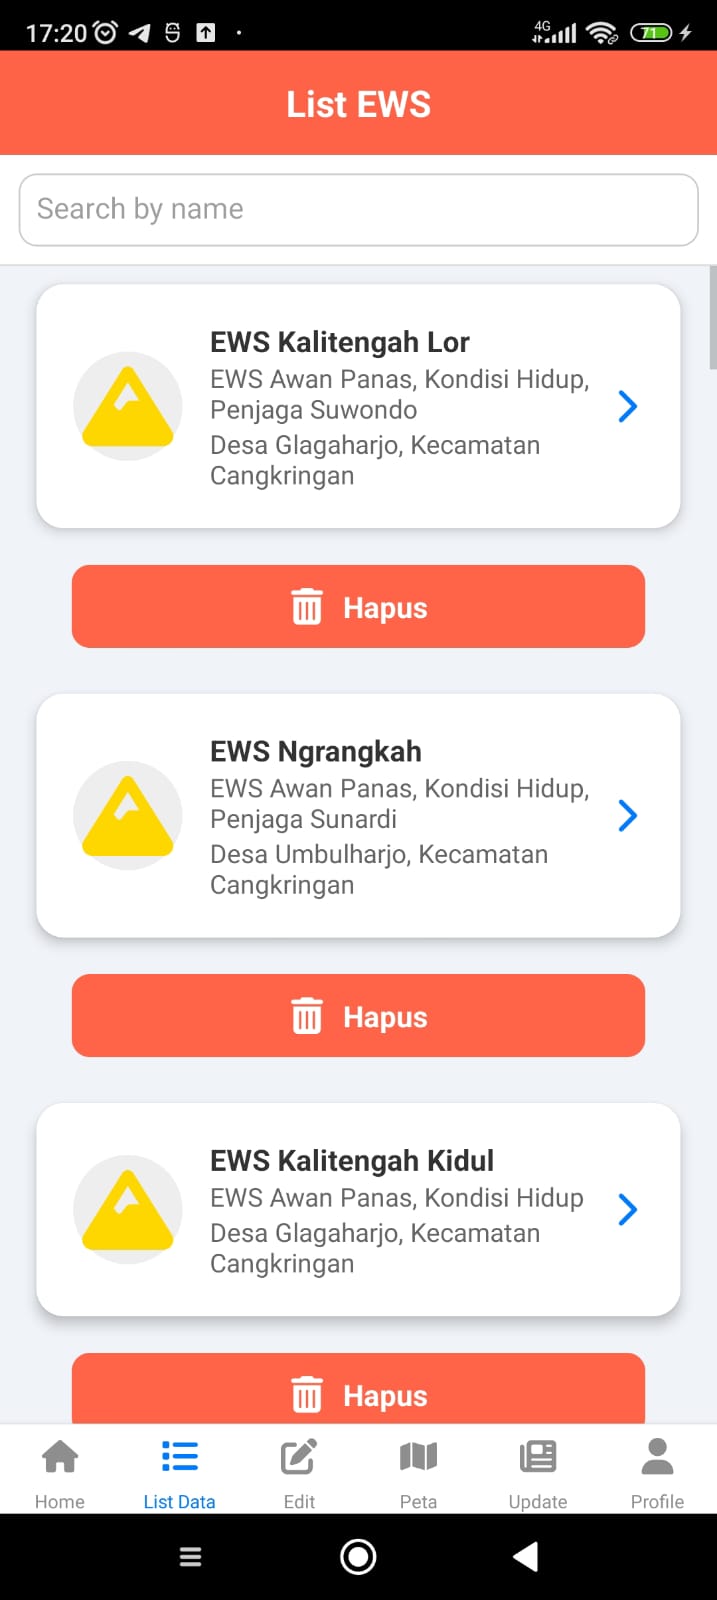 17:20
4G
71
List EWS
Search by name
EWS Kalitengah Lor
EWS Awan Panas, Kondisi Hidup,
Penjaga Suwondo
Desa Glagaharjo, Kecamatan
Cangkringan
Hapus
EWS Ngrangkah
EWS Awan Panas, Kondisi Hidup,
Penjaga Sunardi
Desa Umbulharjo, Kecamatan
Cangkringan
Hapus
EWS Kalitengah Kidul
EWS Awan Panas, Kondisi Hidup
Desa Glagaharjo, Kecamatan
Cangkringan
Hapus
Home
List Data
Edit
Peta
Update
Profile